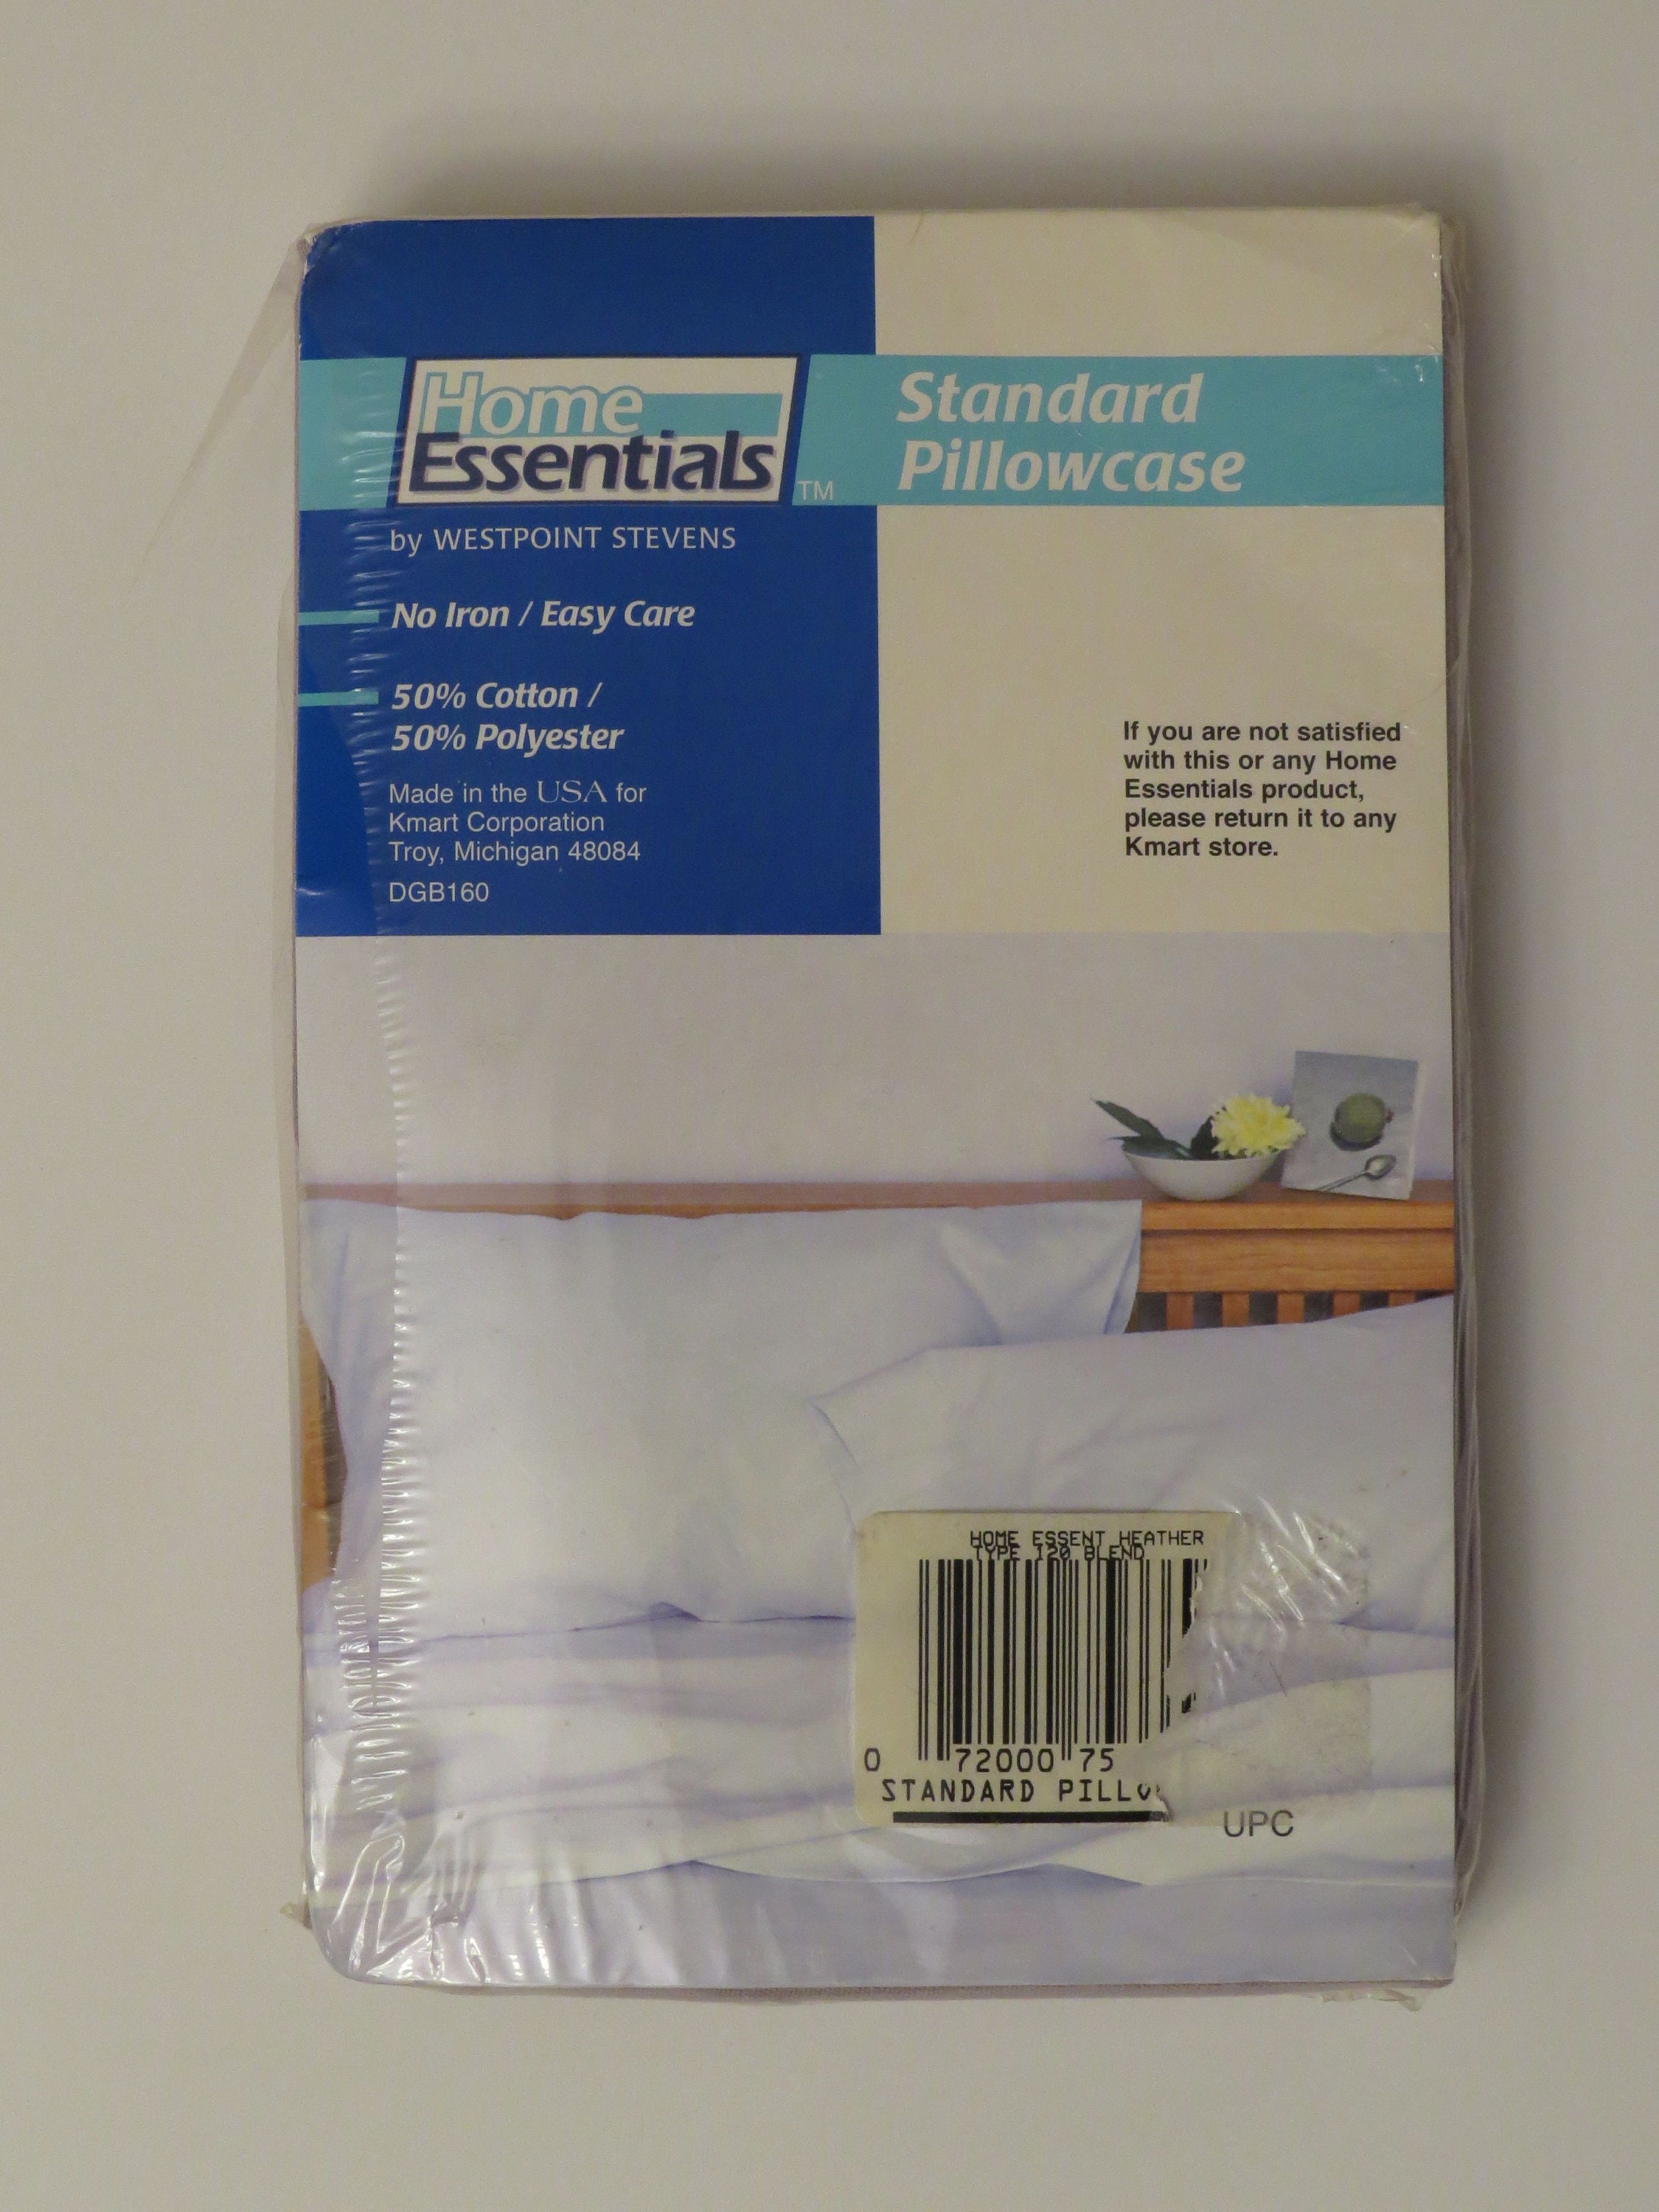 Home
Essentials
TM
Standard
Pillowcase
by WESTPOINT STEVENS
No Iron / Easy Care
50% Cotton /
50% Polyester
Made in the USA for
Kmart Corporation
Troy, Michigan 48084
DGB160
If you are not satisfied
with this or any Home
Essentials product,
please return it to any
Kmart store.
HOME ESSENT HEATHER
TYPE 120 BLEND
0 72000 75
STANDARD
UPC